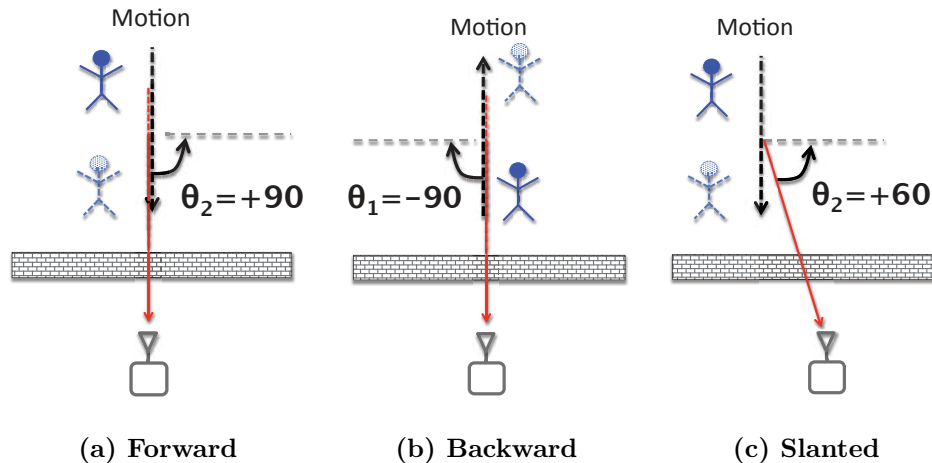 Motion
θ2=+90
(a) Forward
Motion
θ1=−90
(b) Backward
Motion
θ2=+60
(c) Slanted